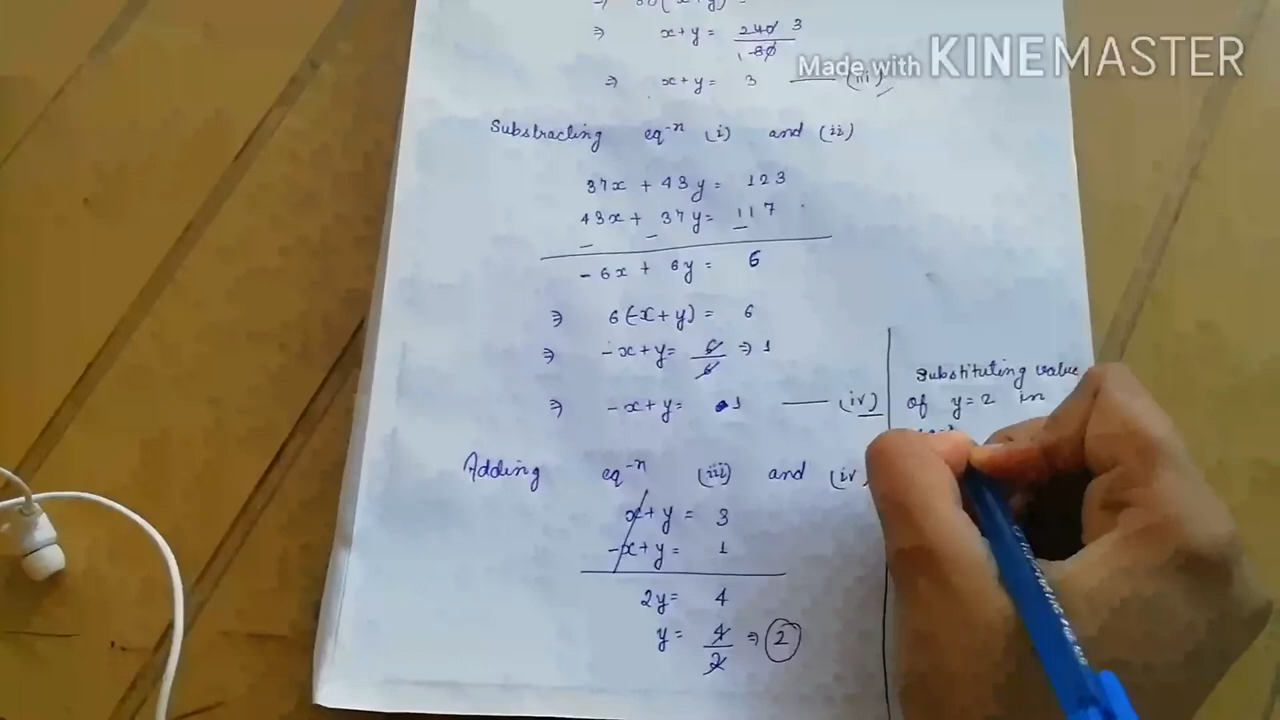 x+y = 240 3
80
Made with KINEMASTER
⇒ x+y = 3 —— (iii)
Substracting eq-n (i) and (ii)
37x + 43y = 123
43x + 37y = 117
- - -
-6x + 6y = 6
⇒ 6(-x+y) = 6
⇒ -x+y = 6/6 ⇒ 1
⇒ -x+y = 1 —— (iv)
Adding eq-n (iii) and (iv)
x+y = 3
-x+y = 1
2y = 4
y = 4/2 ⇒ 2
Substituting value
of y=2 in